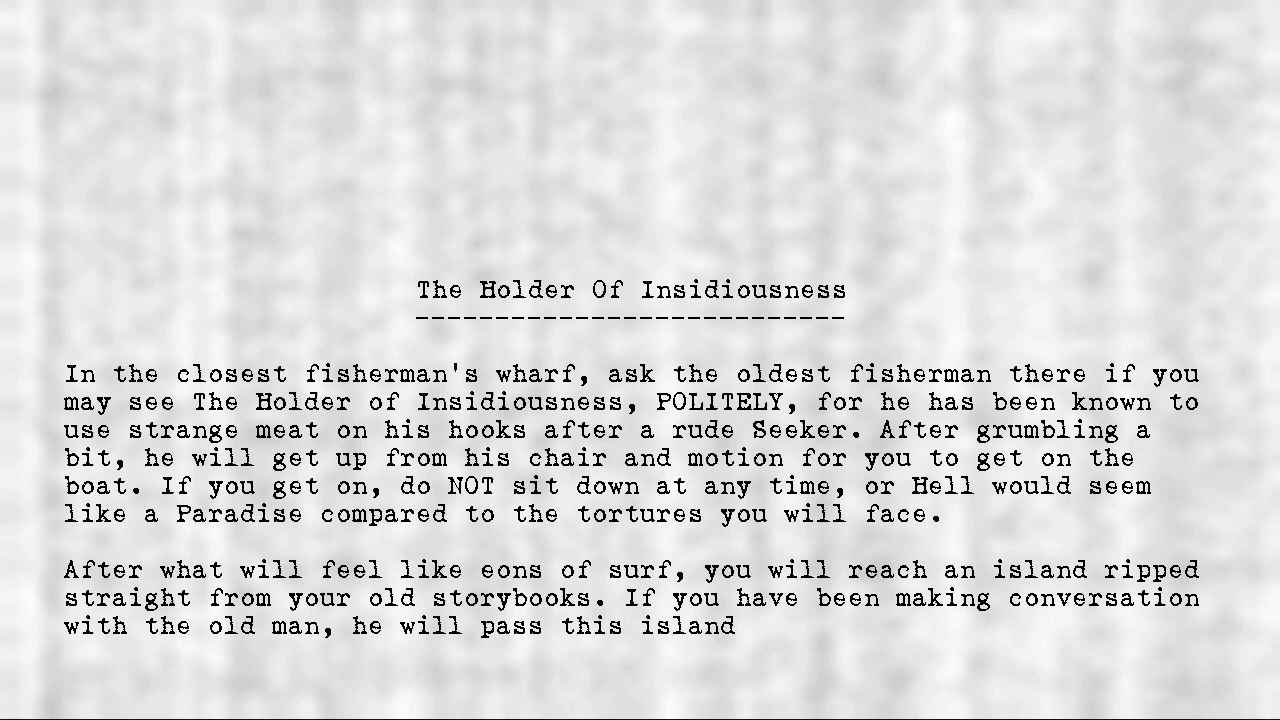 The Holder Of Insidiousness
---------------------------
In the closest fisherman's wharf, ask the oldest fisherman there if you
may see The Holder of Insidiousness, POLITELY, for he has been known to
use strange meat on his hooks after a rude Seeker. After grumbling a
bit, he will get up from his chair and motion for you to get on the
boat. If you get on, do NOT sit down at any time, or Hell would seem
like a Paradise compared to the tortures you will face.
After what will feel like eons of surf, you will reach an island ripped
straight from your old storybooks. If you have been making conversation
with the old man, he will pass this island